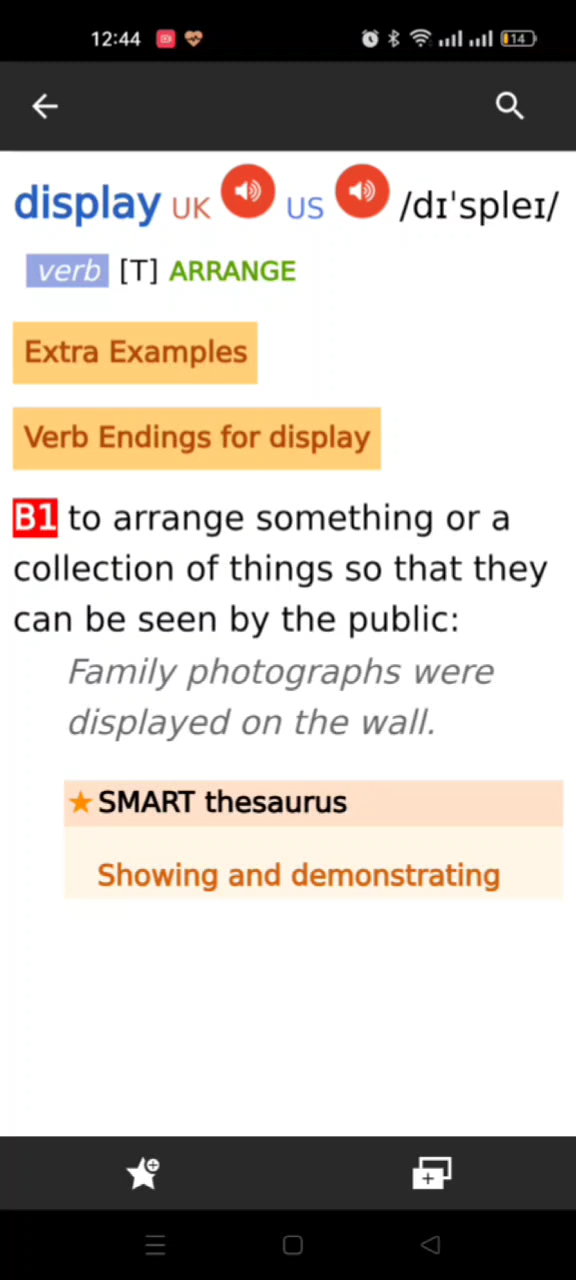 12:44 14
display UK US /dɪˈspleɪ/
verb [T] ARRANGE
Extra Examples
Verb Endings for display
B1 to arrange something or a
collection of things so that they
can be seen by the public:
Family photographs were
displayed on the wall.
SMART thesaurus
Showing and demonstrating